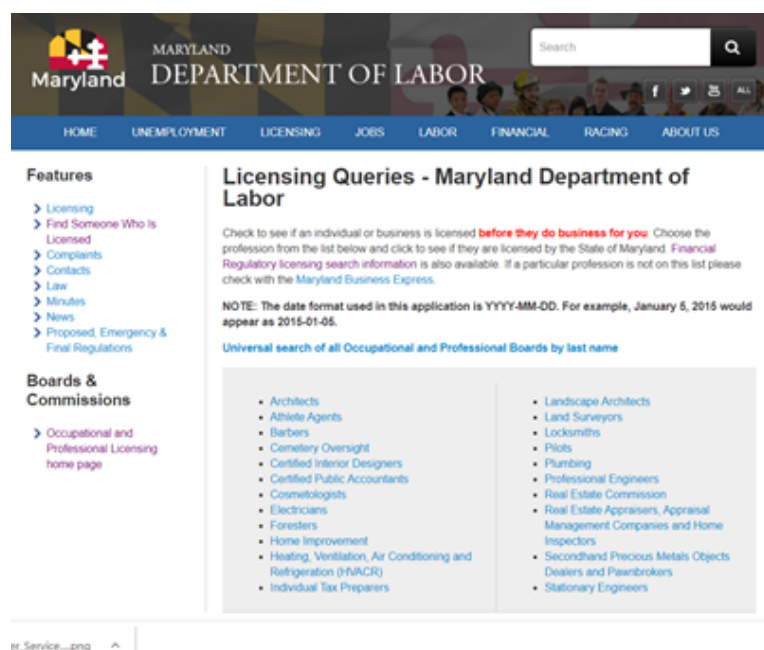 Maryland
MARYLAND
DEPARTMENT OF LABOR
Search
ALL
HOME UNEMPLOYMENT LICENSING JOBS LABOR FINANCIAL RACING ABOUT US
Features
Licensing
Find Someone Who Is
Licensed
Complaints
Contacts
Law
Minutes
News
Proposed, Emergency &
Final Regulations
Boards &
Commissions
Occupational and
Professional Licensing
home page
Licensing Queries - Maryland Department of
Labor
Check to see if an individual or business is licensed before they do business for you. Choose the
profession from the list below and click to see if they are licensed by the State of Maryland. Financial
Regulatory licensing search information is also available. If a particular profession is not on this list please
check with the Maryland Business Express.
NOTE: The date format used in this application is YYYY-MM-DD. For example, January 5, 2015 would
appear as 2015-01-05.
Universal search of all Occupational and Professional Boards by last name
Architects
Athlete Agents
Barbers
Cemetery Oversight
Certified Interior Designers
Certified Public Accountants
Cosmetologists
Electricians
Foresters
Home Improvement
Heating, Ventilation, Air Conditioning and
Refrigeration (HVACR)
Individual Tax Preparers
Landscape Architects
Land Surveyors
Locksmiths
Pilots
Plumbing
Professional Engineers
Real Estate Commission
Real Estate Appraisers, Appraisal
Management Companies and Home
Inspectors
Secondhand Precious Metals Objects
Dealers and Pawnbrokers
Stationary Engineers
er_Service....png